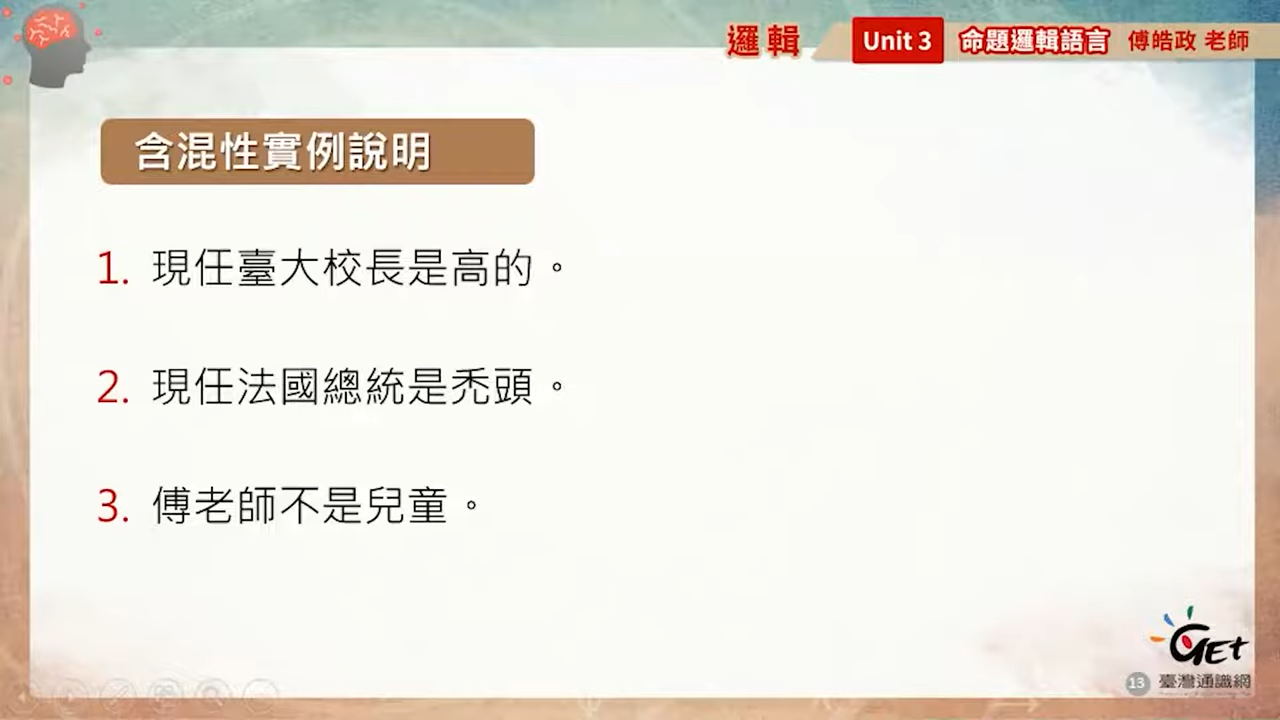 邏輯 Unit 3 命題邏輯語言 傅皓政 老師
含混性實例說明
1. 現任臺大校長是高的。
2. 現任法國總統是禿頭。
3. 傅老師不是兒童。
GEt
13 臺灣通識網